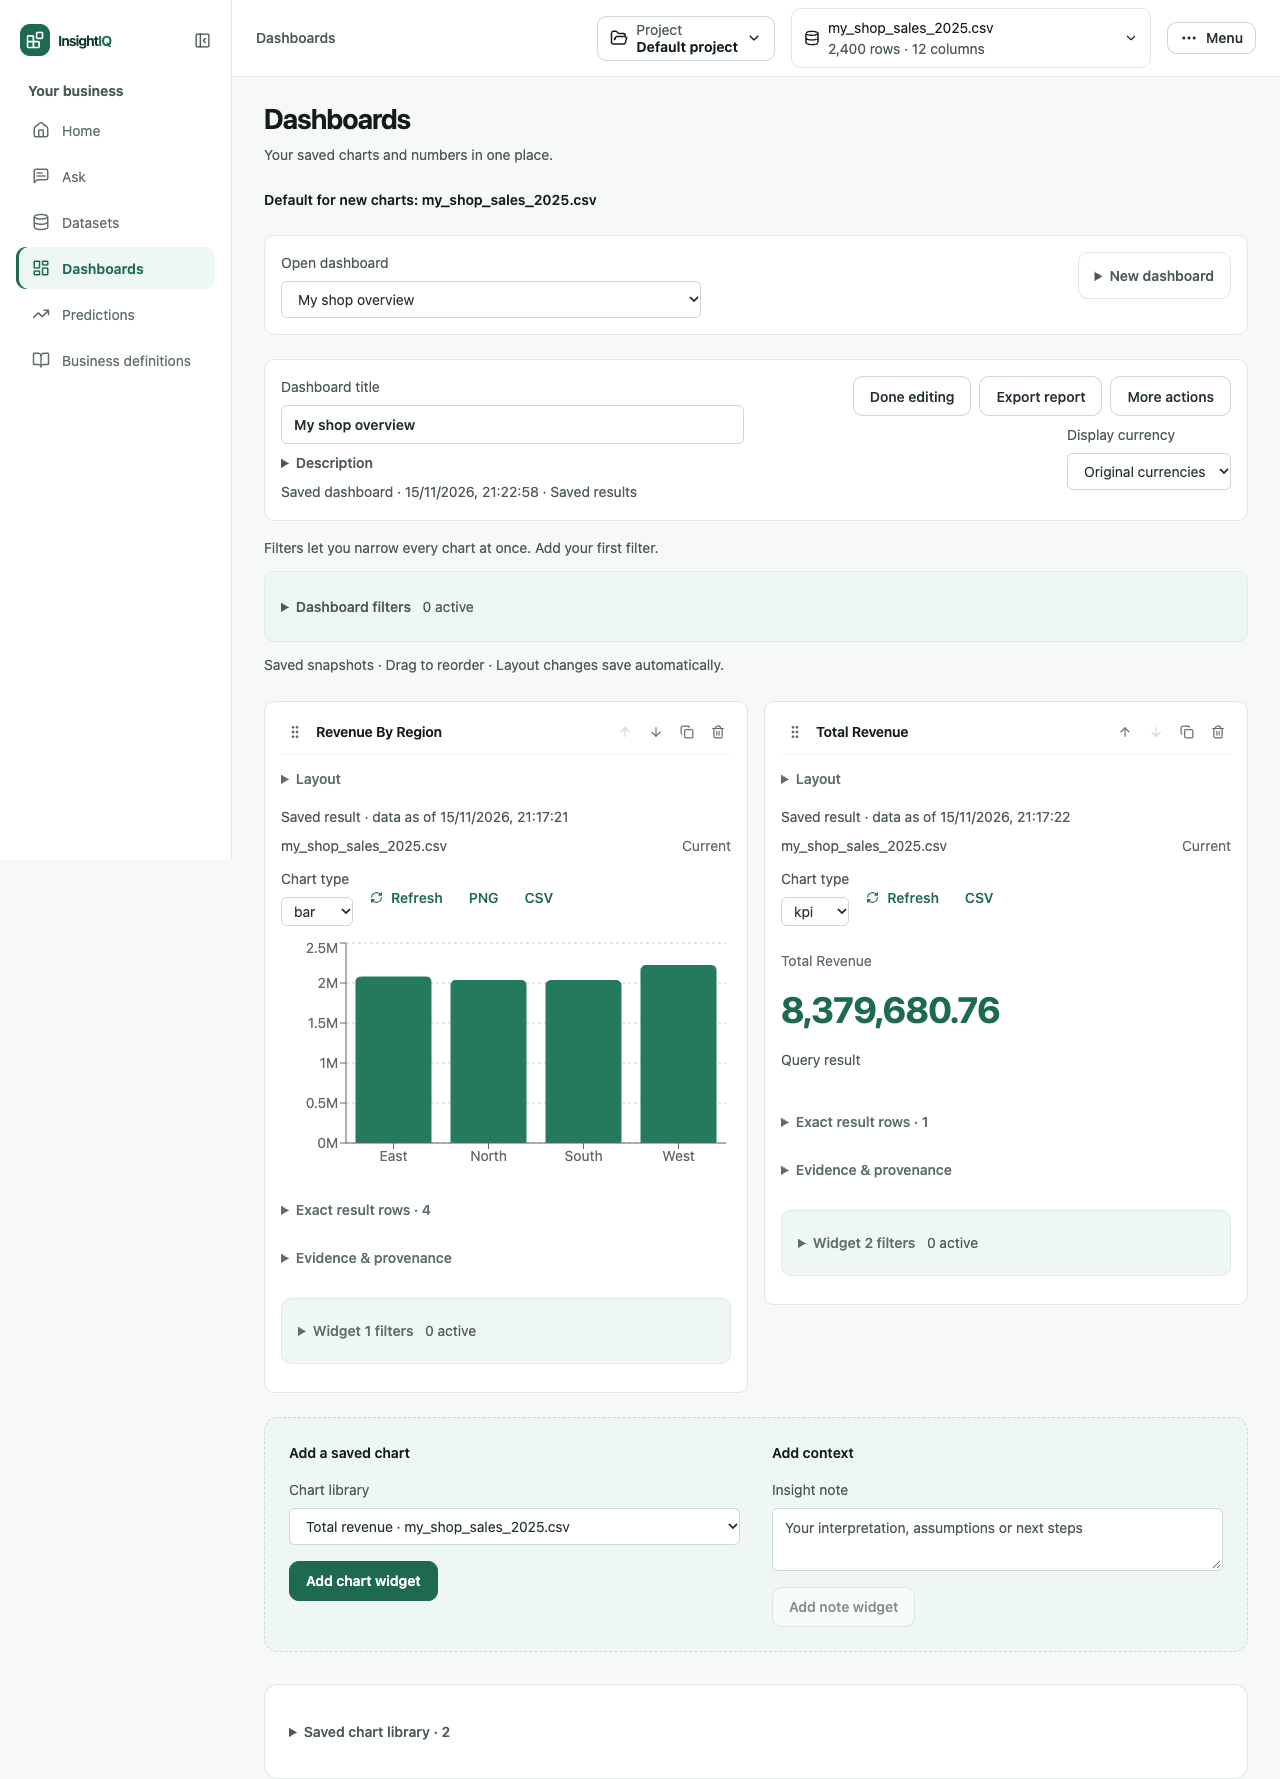 InsightIQ
Your business
Home
Ask
Datasets
Dashboards
Predictions
Business definitions
Dashboards
Project
Default project
my_shop_sales_2025.csv
2,400 rows · 12 columns
Menu
Dashboards
Your saved charts and numbers in one place.
Default for new charts: my_shop_sales_2025.csv
Open dashboard
My shop overview
New dashboard
Dashboard title
My shop overview
Description
Saved dashboard · 15/11/2026, 21:22:58 · Saved results
Done editing
Export report
More actions
Display currency
Original currencies
Filters let you narrow every chart at once. Add your first filter.
Dashboard filters 0 active
Saved snapshots · Drag to reorder · Layout changes save automatically.
Revenue By Region
Layout
Saved result · data as of 15/11/2026, 21:17:21
my_shop_sales_2025.csv
Current
Chart type
bar
Refresh
PNG
CSV
2.5M
2M
1.5M
1M
0.5M
0M
East
North
South
West
Exact result rows · 4
Evidence & provenance
Widget 1 filters 0 active
Total Revenue
Layout
Saved result · data as of 15/11/2026, 21:17:22
my_shop_sales_2025.csv
Current
Chart type
kpi
Refresh
CSV
Total Revenue
8,379,680.76
Query result
Exact result rows · 1
Evidence & provenance
Widget 2 filters 0 active
Add a saved chart
Chart library
Total revenue · my_shop_sales_2025.csv
Add chart widget
Add context
Insight note
Your interpretation, assumptions or next steps
Add note widget
Saved chart library · 2